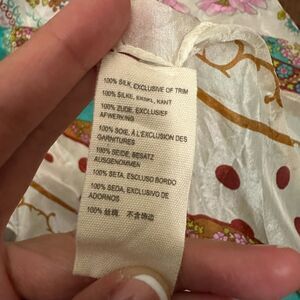 100% SILK, EXCLUSIVE OF TRIM
100% SILKE, EKSKL, KANT
100% ZIJDE, EXCLUSIEF
AFWERKING
100% SOIE, À L'EXCLUSION DES
GARNITURES
100% SEIDE, BESATZ
AUSGENOMMEN
100% SETA, ESCLUSO BORDO
100% SEDA, EXCLUSIVO DE
ADORNOS
100% 丝绸, 不含饰边